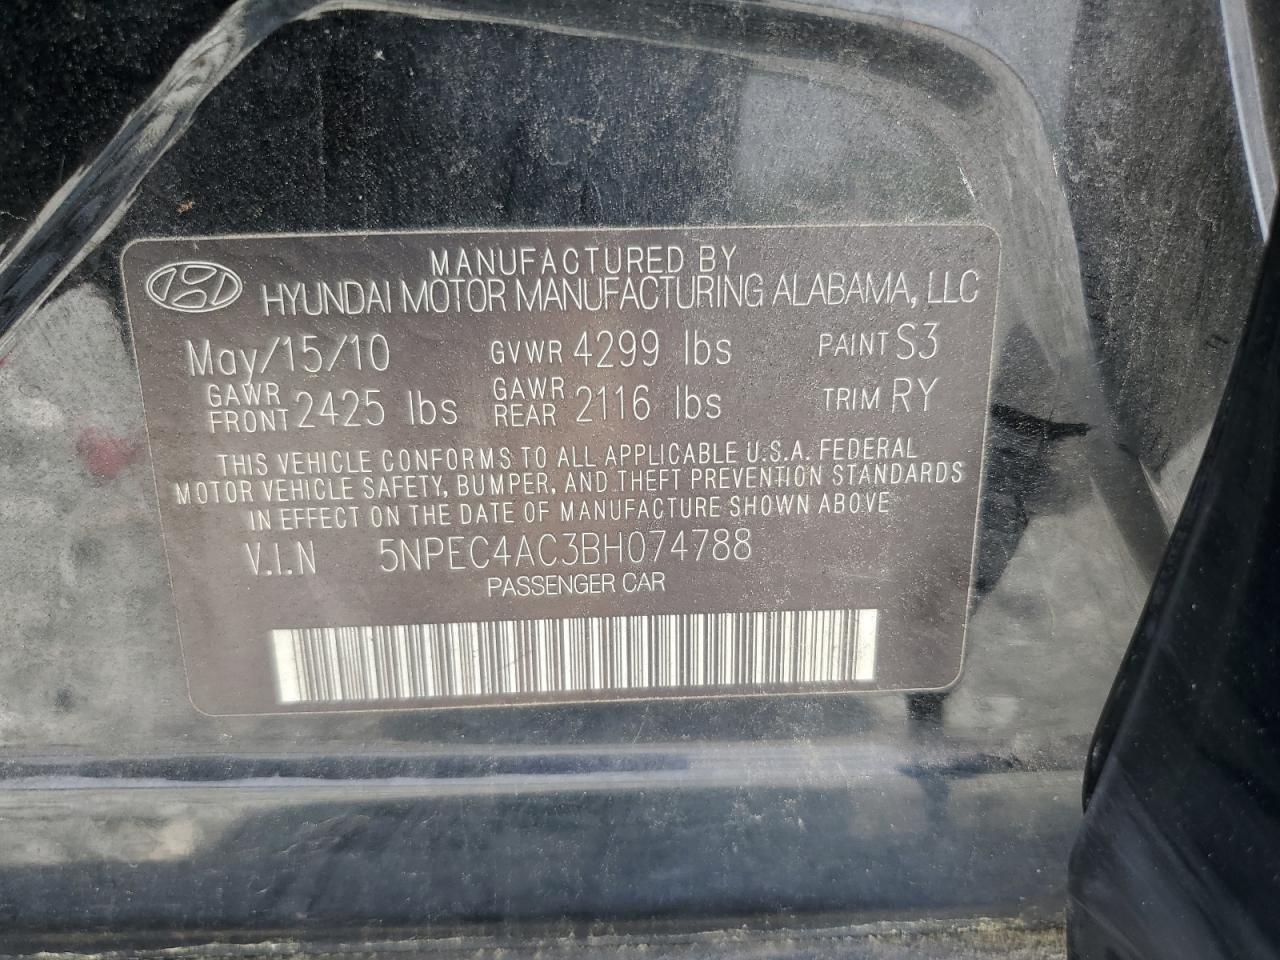 MANUFACTURED BY
HYUNDAI MOTOR MANUFACTURING ALABAMA, LLC
May/15/10 GVWR 4299 lbs PAINT S3
GAWR FRONT 2425 lbs GAWR REAR 2116 lbs TRIM RY
THIS VEHICLE CONFORMS TO ALL APPLICABLE U.S.A. FEDERAL
MOTOR VEHICLE SAFETY, BUMPER, AND THEFT PREVENTION STANDARDS
IN EFFECT ON THE DATE OF MANUFACTURE SHOWN ABOVE
V.I.N 5NPEC4AC3BH074788
PASSENGER CAR